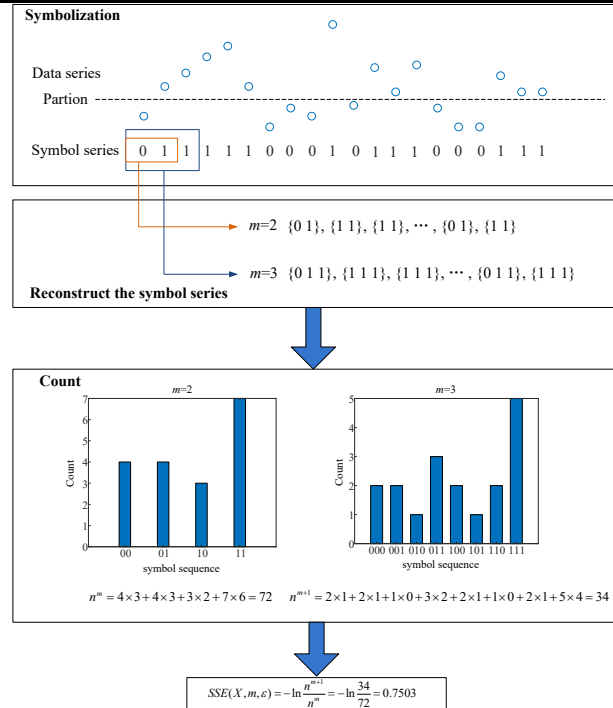 Symbolization
Data series
Partion
Symbol series 0 1 1 1 1 1 0 0 0 1 0 1 1 1 0 0 0 1 1 1
m=2 {0 1}, {1 1}, {1 1}, ⋯, {0 1}, {1 1}
m=3 {0 1 1}, {1 1 1}, {1 1 1}, ⋯, {0 1 1}, {1 1 1}
Reconstruct the symbol series
Count
m=2
7
6
5
4
3
2
1
0
Count
00 01 10 11
symbol sequence
m=3
5
4
3
2
1
0
Count
000 001 010 011 100 101 110 111
symbol sequence
n^m = 4×3+4×3+3×2+7×6=72
n^{m+1} = 2×1+2×1+1×0+3×2+2×1+1×0+2×1+5×4=34
SSE(X,m,ε) = −ln n^{m+1}/n^m = −ln 34/72 = 0.7503